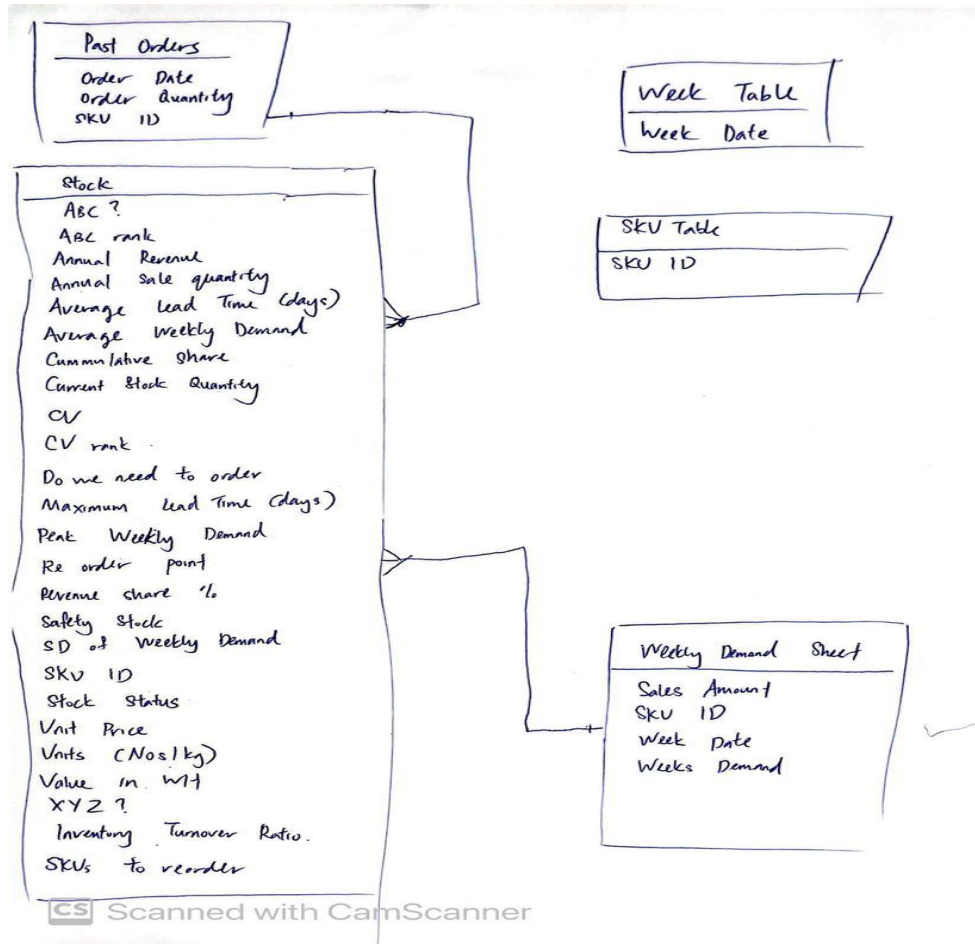 Past Orders
Order Date
Order Quantity
SKU ID
Week Table
Week Date
Stock
ABC ?
ABC rank
Annual Revenue
Annual Sale quantity
Average Lead Time (days)
Average Weekly Demand
Cummulative Share
Current Stock Quantity
CV
CV rank
Do we need to order
Maximum Lead Time (days)
Peak Weekly Demand
Re order point
Revenue share %
Safety Stock
SD of Weekly Demand
SKU ID
Stock Status
Unit Price
Units (Nos/kg)
Value in WH
XYZ ?
Inventory Turnover Ratio.
SKUs to reorder
SKU Table
SKU ID
Weekly Demand Sheet
Sales Amount
SKU ID
Week Date
Weeks Demand
CS Scanned with CamScanner